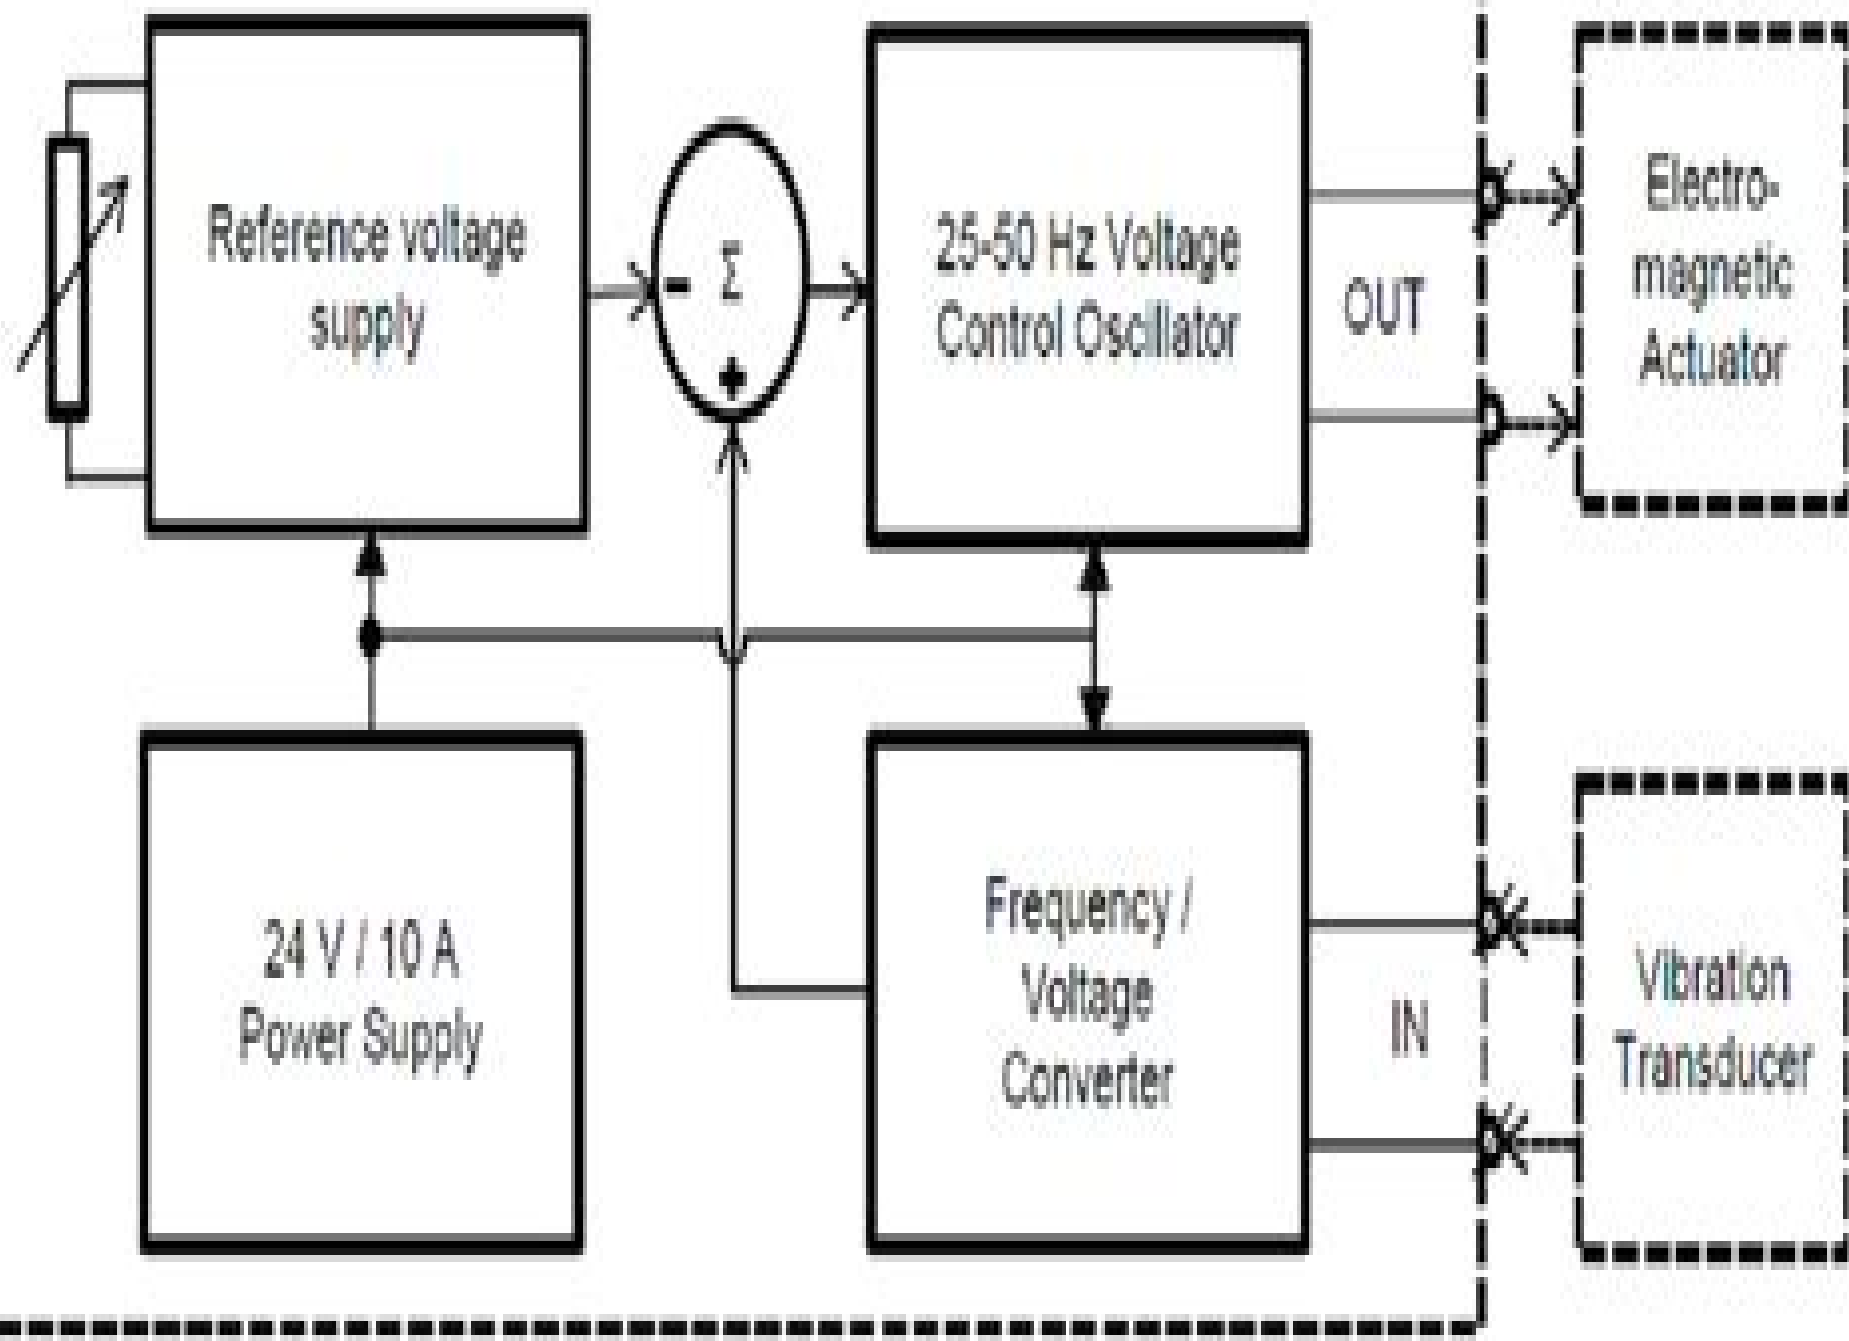 Reference voltage
supply
- Σ
+
25-50 Hz Voltage
Control Oscillator
OUT
Electro-
magnetic
Actuator
24 V / 10 A
Power Supply
Frequency /
Voltage
Converter
IN
Vibration
Transducer